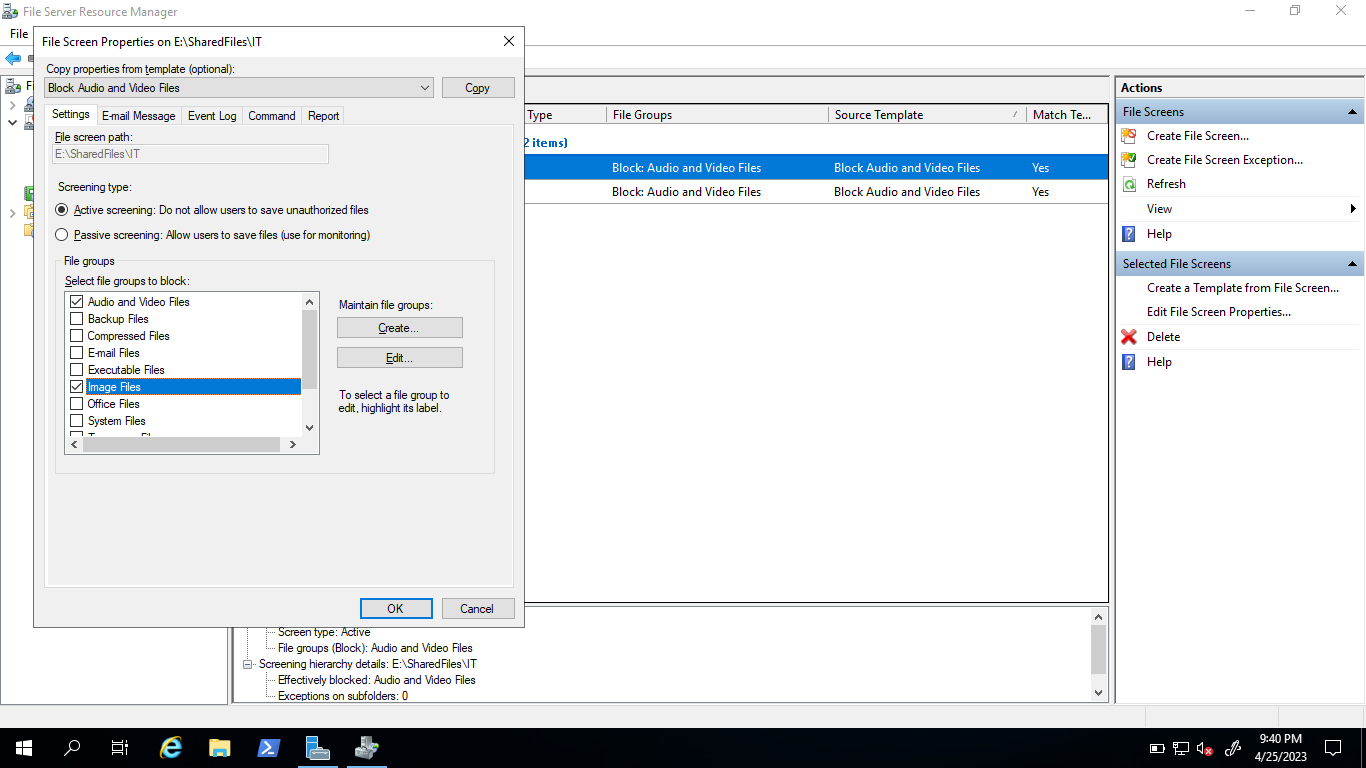 File Server Resource Manager
File
File Screen Properties on E:\SharedFiles\IT
Copy properties from template (optional):
Block Audio and Video Files
Copy
Settings
E-mail Message
Event Log
Command
Report
File screen path:
E:\SharedFiles\IT
Screening type:
Active screening: Do not allow users to save unauthorized files
Passive screening: Allow users to save files (use for monitoring)
File groups
Select file groups to block:
Audio and Video Files
Backup Files
Compressed Files
E-mail Files
Executable Files
Image Files
Office Files
System Files
Maintain file groups:
Create...
Edit...
To select a file group to
edit, highlight its label.
OK
Cancel
Type
File Groups
Source Template
Match Te...
2 items)
Block: Audio and Video Files
Block Audio and Video Files
Yes
Block: Audio and Video Files
Block Audio and Video Files
Yes
Screen type: Active
File groups (Block): Audio and Video Files
Screening hierarchy details: E:\SharedFiles\IT
Effectively blocked: Audio and Video Files
Exceptions on subfolders: 0
Actions
File Screens
Create File Screen...
Create File Screen Exception...
Refresh
View
Help
Selected File Screens
Create a Template from File Screen...
Edit File Screen Properties...
Delete
Help
9:40 PM
4/25/2023